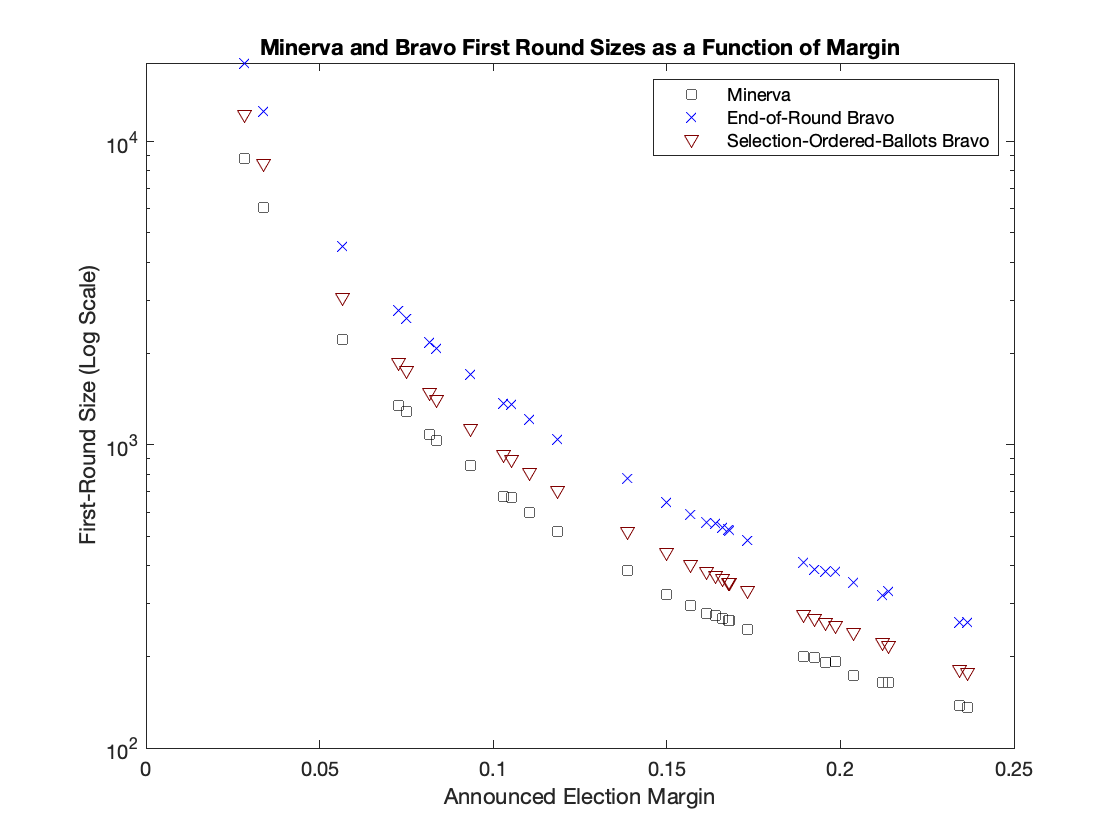 Minerva and Bravo First Round Sizes as a Function of Margin
Minerva
End-of-Round Bravo
Selection-Ordered-Ballots Bravo
10^4
10^3
10^2
First-Round Size (Log Scale)
0 0.05 0.1 0.15 0.2 0.25
Announced Election Margin